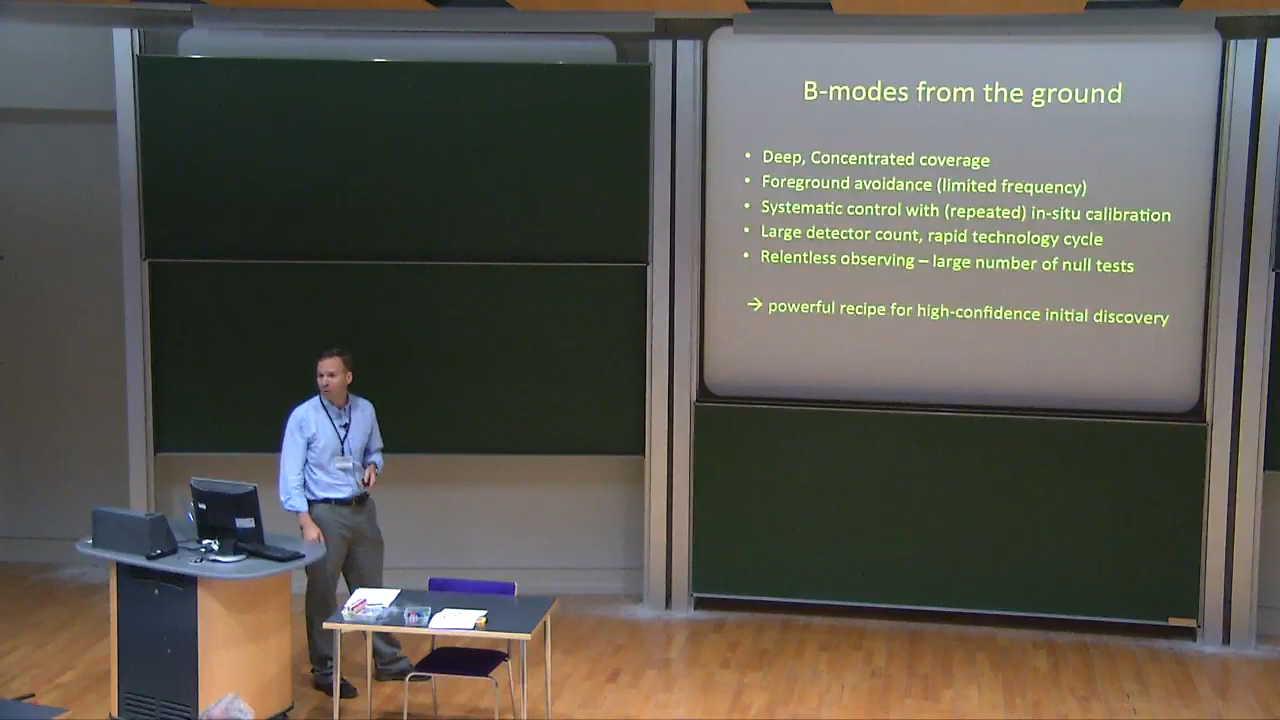 B-modes from the ground
• Deep, Concentrated coverage
• Foreground avoidance (limited frequency)
• Systematic control with (repeated) in-situ calibration
• Large detector count, rapid technology cycle
• Relentless observing – large number of null tests
→ powerful recipe for high-confidence initial discovery